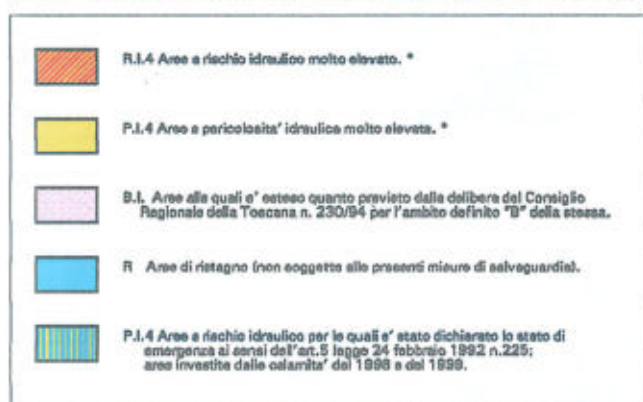 R.I.4 Aree a rischio idraulico molto elevato. *
P.I.4 Aree a pericolosita' idraulica molto elevata. *
B.I. Aree alle quali e' esteso quanto previsto dalla delibera del Consiglio
Regionale della Toscana n. 230/94 per l'ambito definito "B" della stessa.
R Aree di ristagno (non soggette alle presenti misure di salvaguardia).
P.I.4 Aree a rischio idraulico per le quali e' stato dichiarato lo stato di
emergenza ai sensi dell'art.5 legge 24 febbraio 1992 n.225;
aree investite dalle calamita' del 1998 e del 1999.